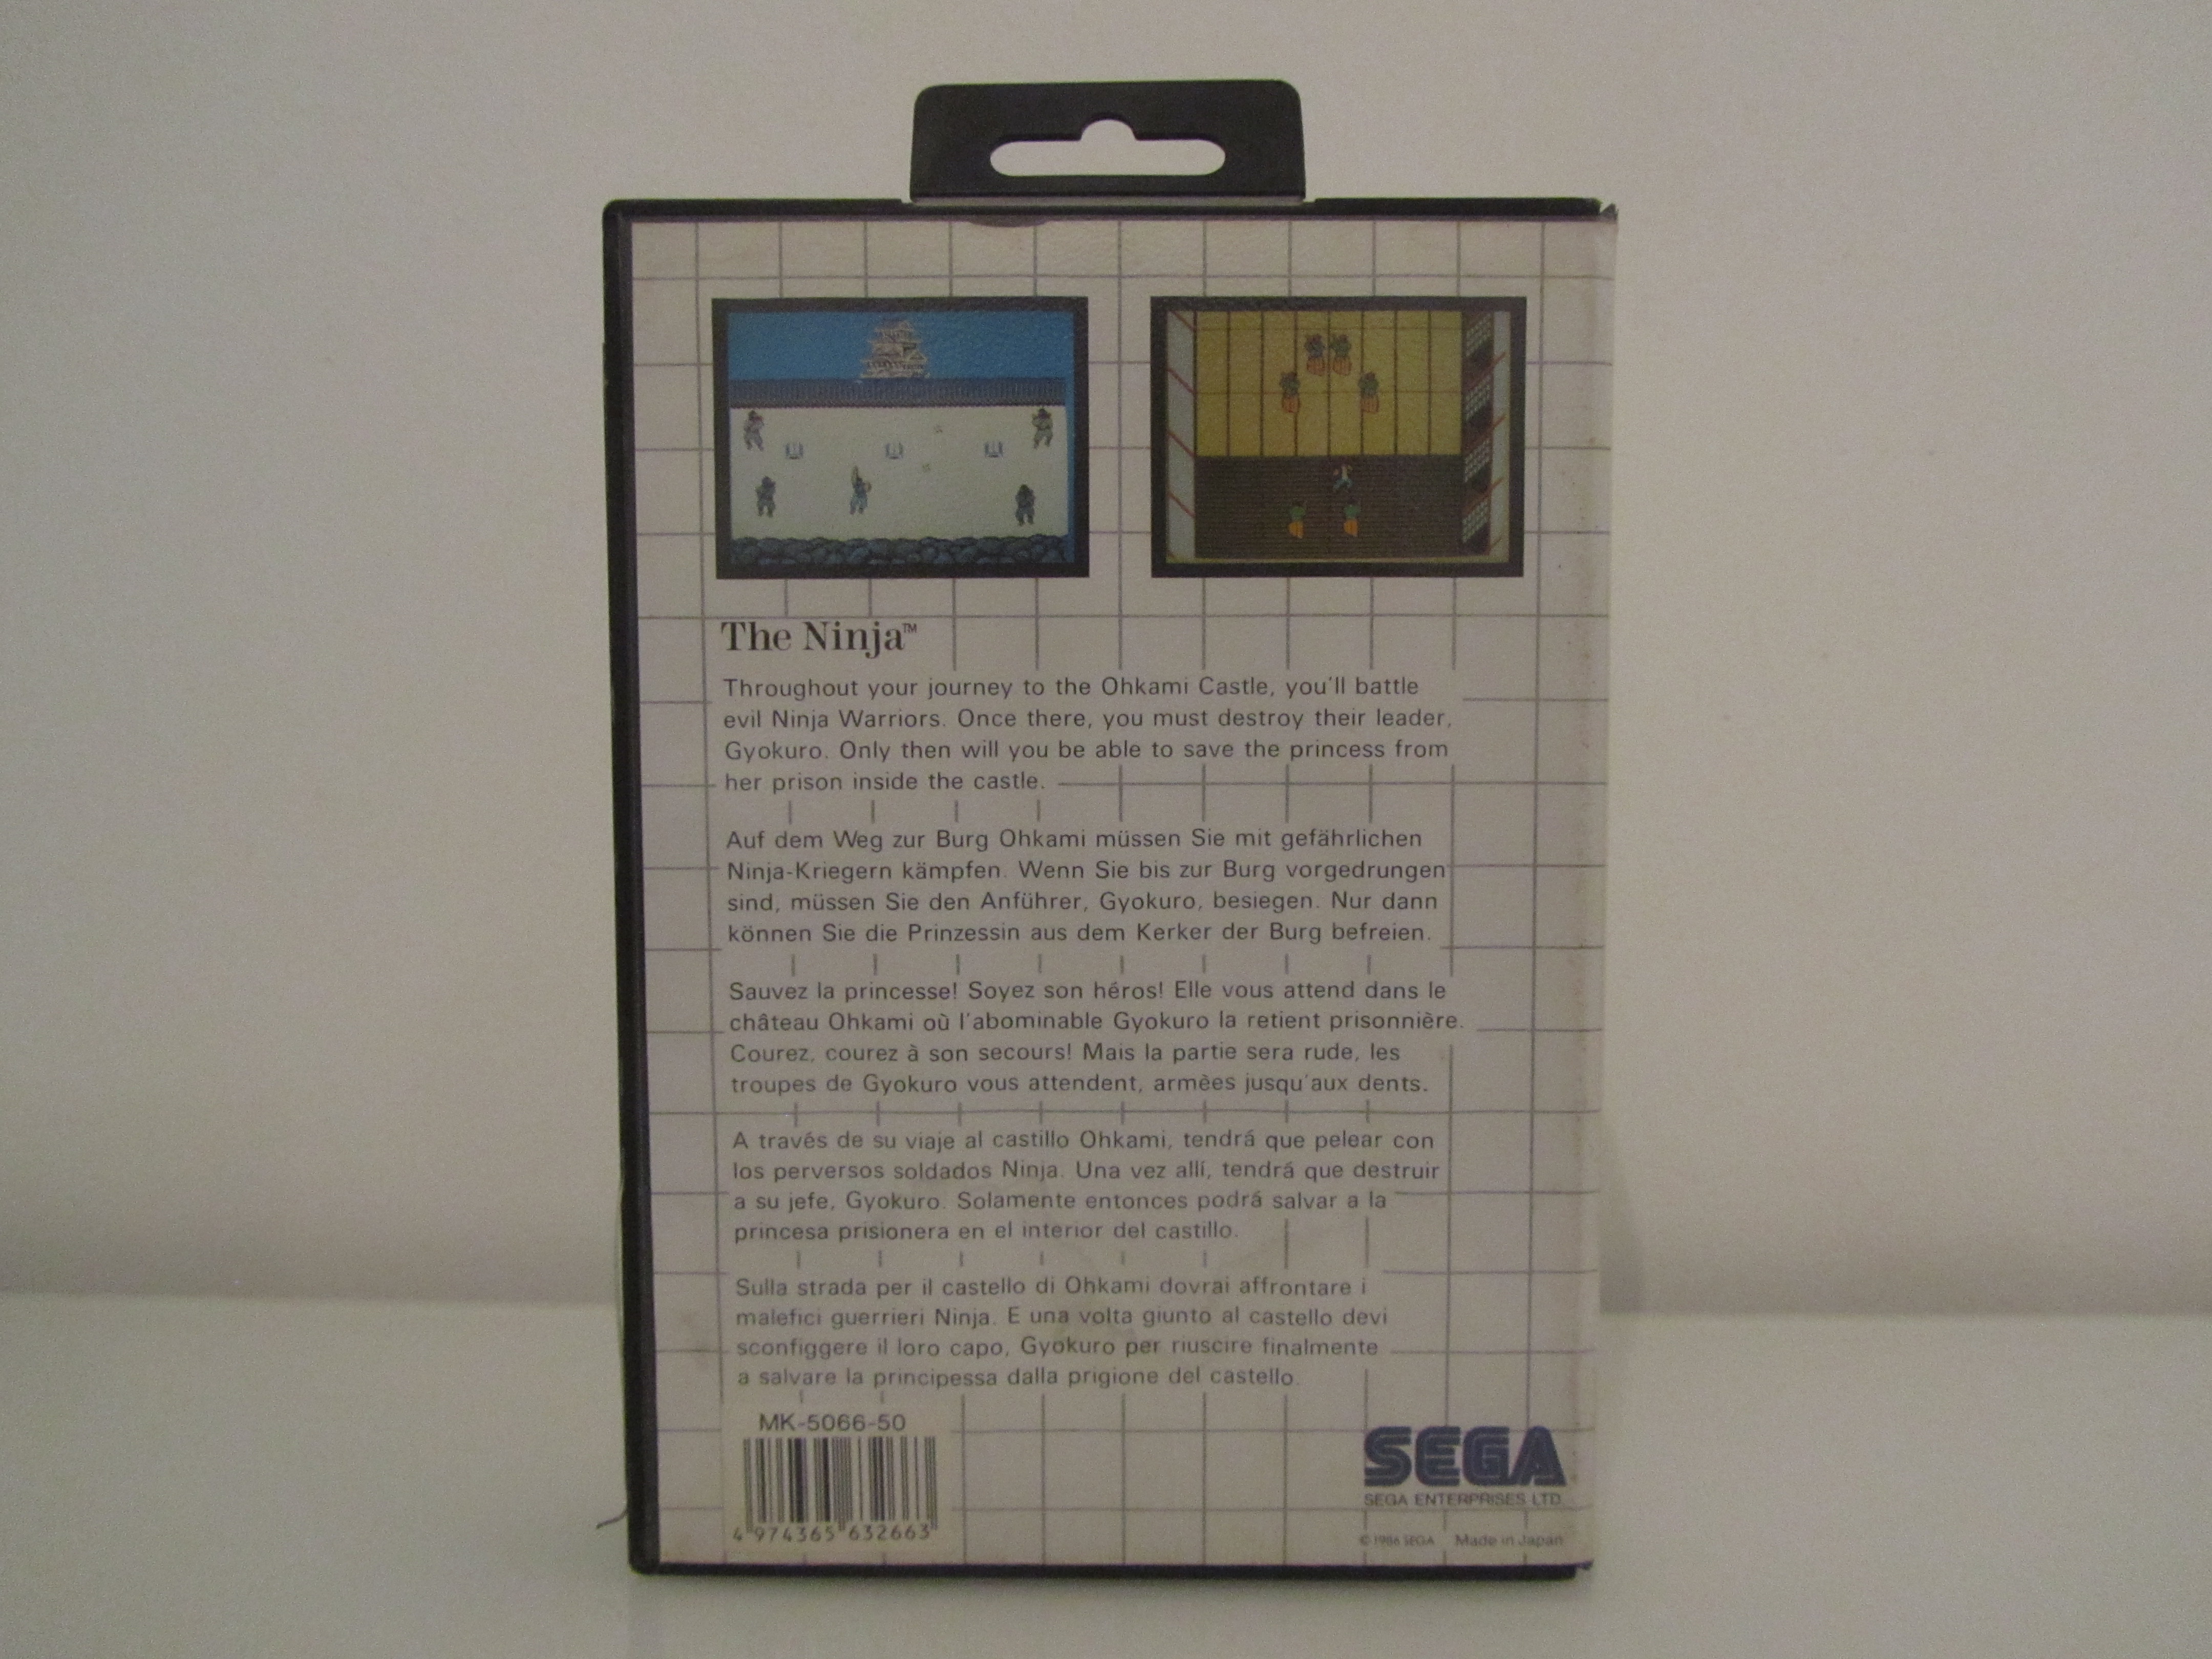 The Ninja™
Throughout your journey to the Ohkami Castle, you'll battle
evil Ninja Warriors. Once there, you must destroy their leader,
Gyokuro. Only then will you be able to save the princess from
her prison inside the castle.
Auf dem Weg zur Burg Ohkami müssen Sie mit gefährlichen
Ninja-Kriegern kämpfen. Wenn Sie bis zur Burg vorgedrungen
sind, müssen Sie den Anführer, Gyokuro, besiegen. Nur dann
können Sie die Prinzessin aus dem Kerker der Burg befreien.
Sauvez la princesse! Soyez son héros! Elle vous attend dans le
château Ohkami où l'abominable Gyokuro la retient prisonnière.
Courez, courez à son secours! Mais la partie sera rude, les
troupes de Gyokuro vous attendent, armèes jusqu'aux dents.
A través de su viaje al castillo Ohkami, tendrá que pelear con
los perversos soldados Ninja. Una vez allí, tendrá que destruir
a su jefe, Gyokuro. Solamente entonces podrá salvar a la
princesa prisionera en el interior del castillo.
Sulla strada per il castello di Ohkami dovrai affrontare i
malefici guerrieri Ninja. E una volta giunto al castello devi
sconfiggere il loro capo, Gyokuro per riuscire finalmente
a salvare la principessa dalla prigione del castello.
MK-5066-50
4 974365 632663
SEGA
SEGA ENTERPRISES LTD.
© 1986 SEGA Made in Japan